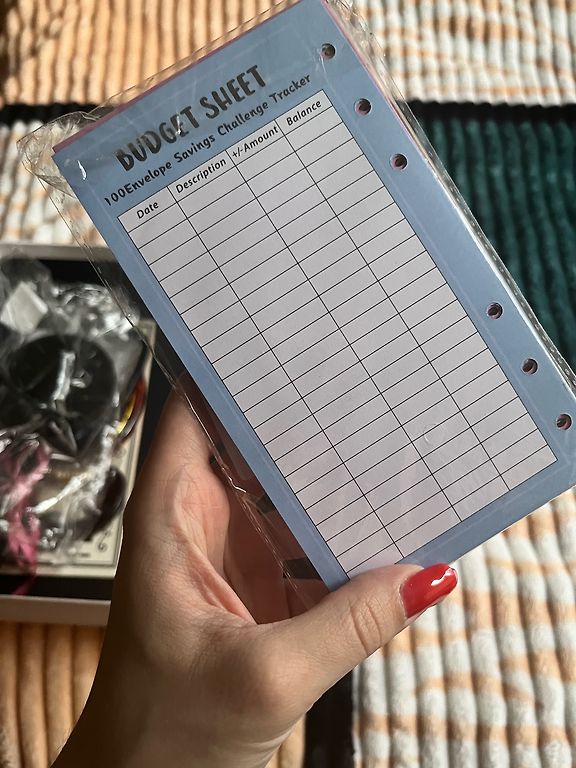 BUDGET SHEET
100Envelope Savings Challenge Tracker
Date Description +/-Amount Balance